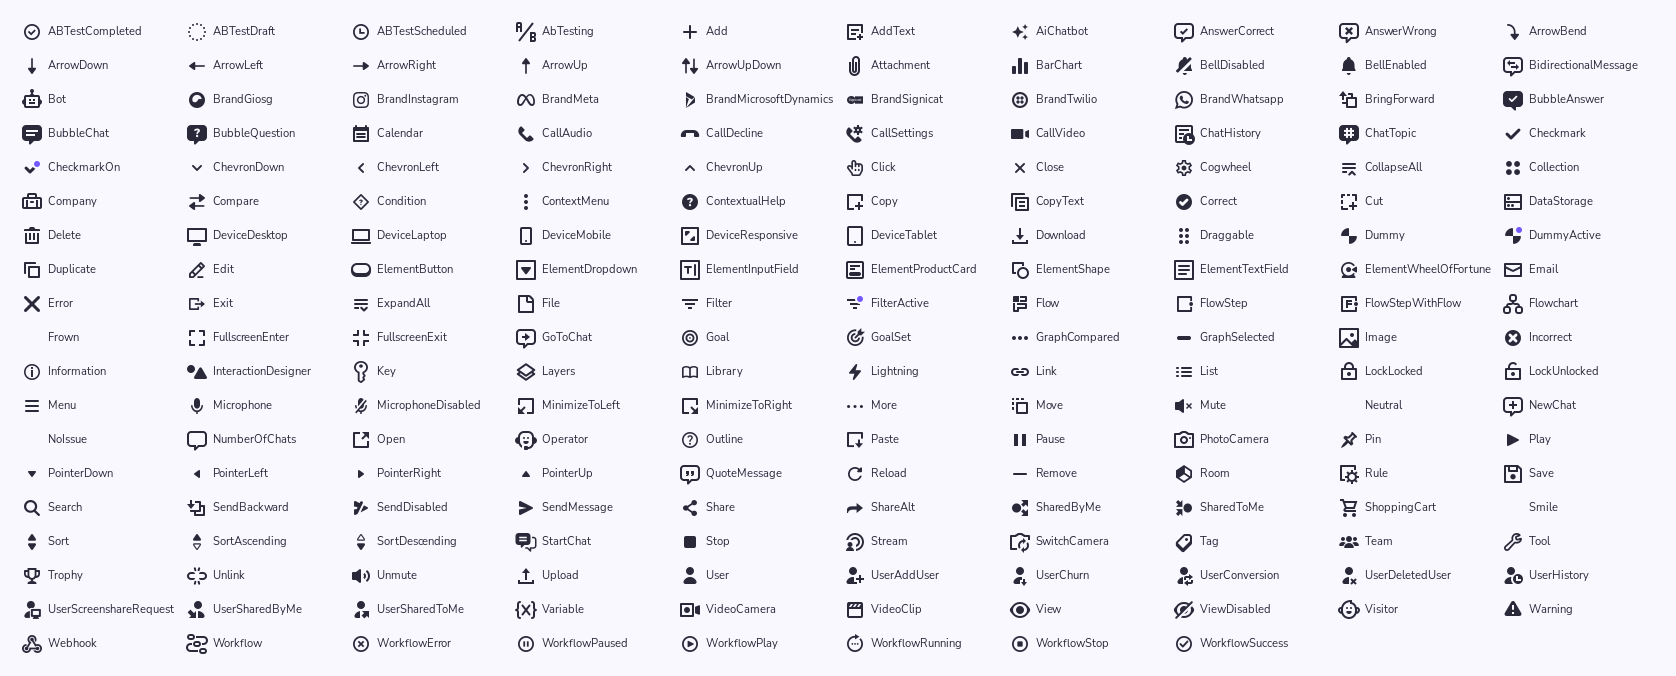 ABTestCompleted ABTestDraft ABTestScheduled AbTesting Add AddText AiChatbot AnswerCorrect AnswerWrong ArrowBend
ArrowDown ArrowLeft ArrowRight ArrowUp ArrowUpDown Attachment BarChart BellDisabled BellEnabled BidirectionalMessage
Bot BrandGiosg BrandInstagram BrandMeta BrandMicrosoftDynamics BrandSignicat BrandTwilio BrandWhatsapp BringForward BubbleAnswer
BubbleChat BubbleQuestion Calendar CallAudio CallDecline CallSettings CallVideo ChatHistory ChatTopic Checkmark
CheckmarkOn ChevronDown ChevronLeft ChevronRight ChevronUp Click Close Cogwheel CollapseAll Collection
Company Compare Condition ContextMenu ContextualHelp Copy CopyText Correct Cut DataStorage
Delete DeviceDesktop DeviceLaptop DeviceMobile DeviceResponsive DeviceTablet Download Draggable Dummy DummyActive
Duplicate Edit ElementButton ElementDropdown ElementInputField ElementProductCard ElementShape ElementTextField ElementWheelOfFortune Email
Error Exit ExpandAll File Filter FilterActive Flow FlowStep FlowStepWithFlow Flowchart
Frown FullscreenEnter FullscreenExit GoToChat Goal GoalSet GraphCompared GraphSelected Image Incorrect
Information InteractionDesigner Key Layers Library Lightning Link List LockLocked LockUnlocked
Menu Microphone MicrophoneDisabled MinimizeToLeft MinimizeToRight More Move Mute Neutral NewChat
NoIssue NumberOfChats Open Operator Outline Paste Pause PhotoCamera Pin Play
PointerDown PointerLeft PointerRight PointerUp QuoteMessage Reload Remove Room Rule Save
Search SendBackward SendDisabled SendMessage Share ShareAlt SharedByMe SharedToMe ShoppingCart Smile
Sort SortAscending SortDescending StartChat Stop Stream SwitchCamera Tag Team Tool
Trophy Unlink Unmute Upload User UserAddUser UserChurn UserConversion UserDeletedUser UserHistory
UserScreenshareRequest UserSharedByMe UserSharedToMe Variable VideoCamera VideoClip View ViewDisabled Visitor Warning
Webhook Workflow WorkflowError WorkflowPaused WorkflowPlay WorkflowRunning WorkflowStop WorkflowSuccess